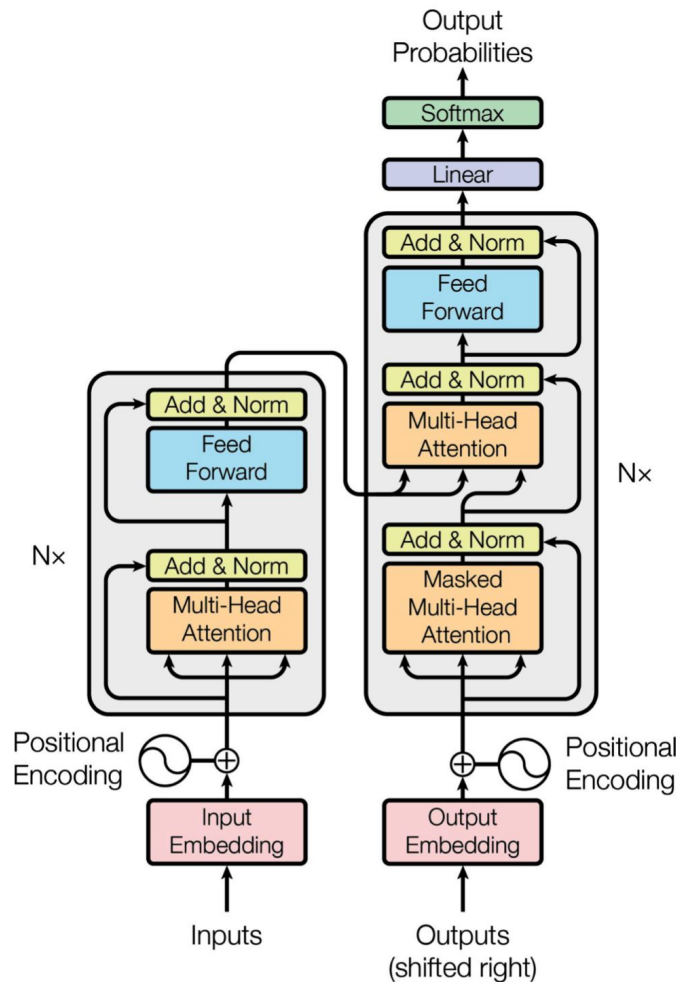 Output
Probabilities
Softmax
Linear
Add & Norm
Feed
Forward
Add & Norm
Multi-Head
Attention
Add & Norm
Masked
Multi-Head
Attention
N×
Add & Norm
Feed
Forward
Add & Norm
Multi-Head
Attention
N×
Positional
Encoding
Positional
Encoding
Input
Embedding
Output
Embedding
Inputs
Outputs
(shifted right)